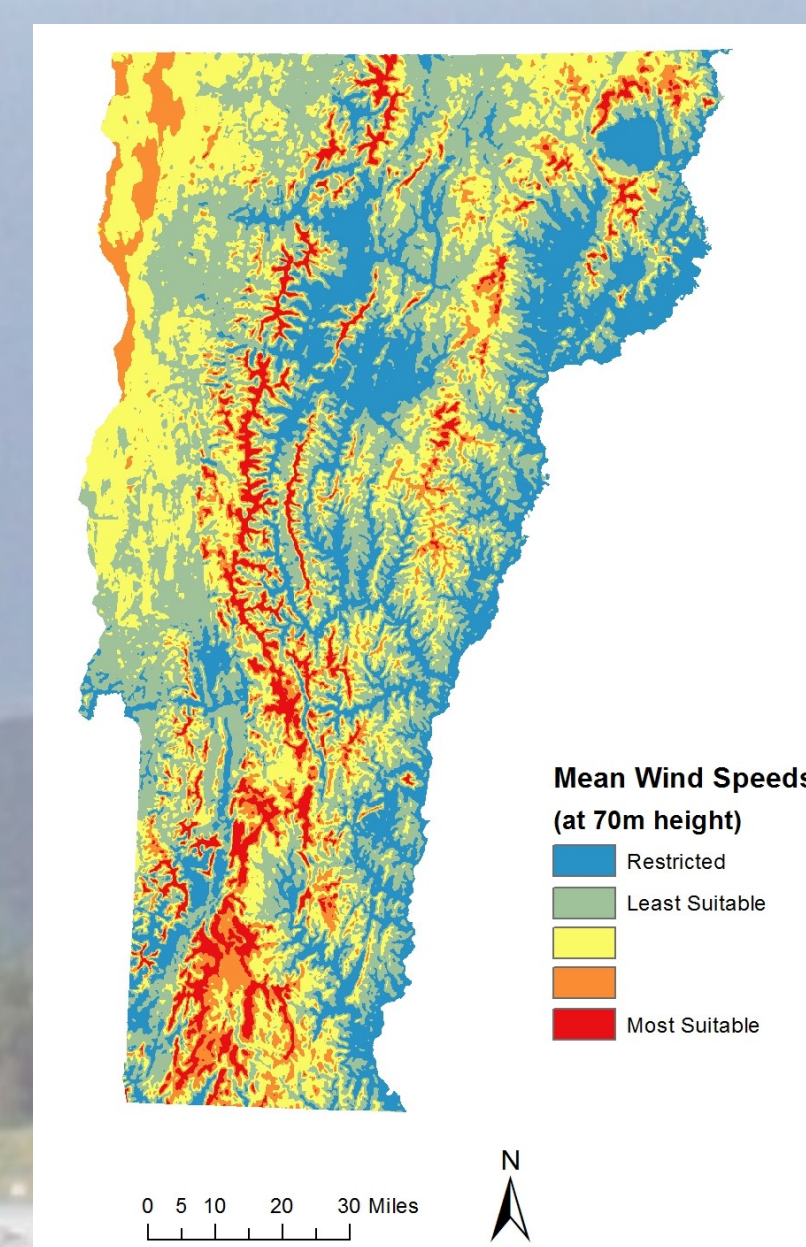 Mean Wind Speeds
(at 70m height)
Restricted
Least Suitable
Most Suitable
N
0 5 10 20 30 Miles